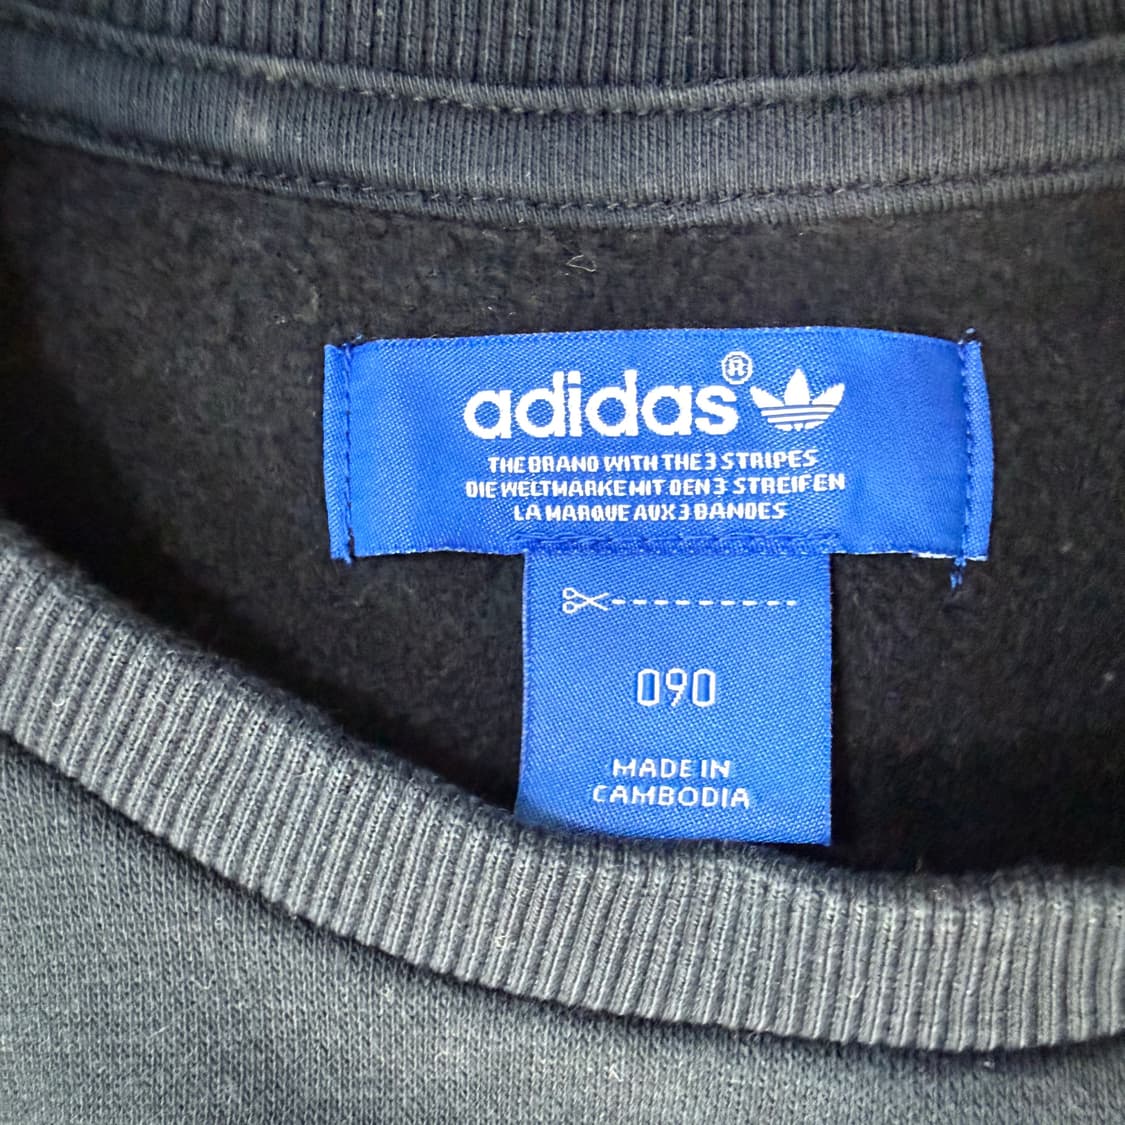 adidas®
THE BRAND WITH THE 3 STRIPES
DIE WELTMARKE MIT DEN 3 STREIFEN
LA MARQUE AUX 3 BANDES
090
MADE IN
CAMBODIA